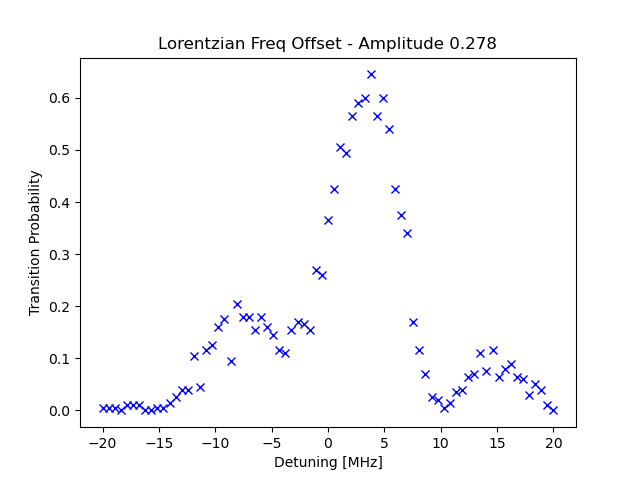 Lorentzian Freq Offset - Amplitude 0.278
Transition Probability
0.6
0.5
0.4
0.3
0.2
0.1
0.0
−20 −15 −10 −5 0 5 10 15 20
Detuning [MHz]